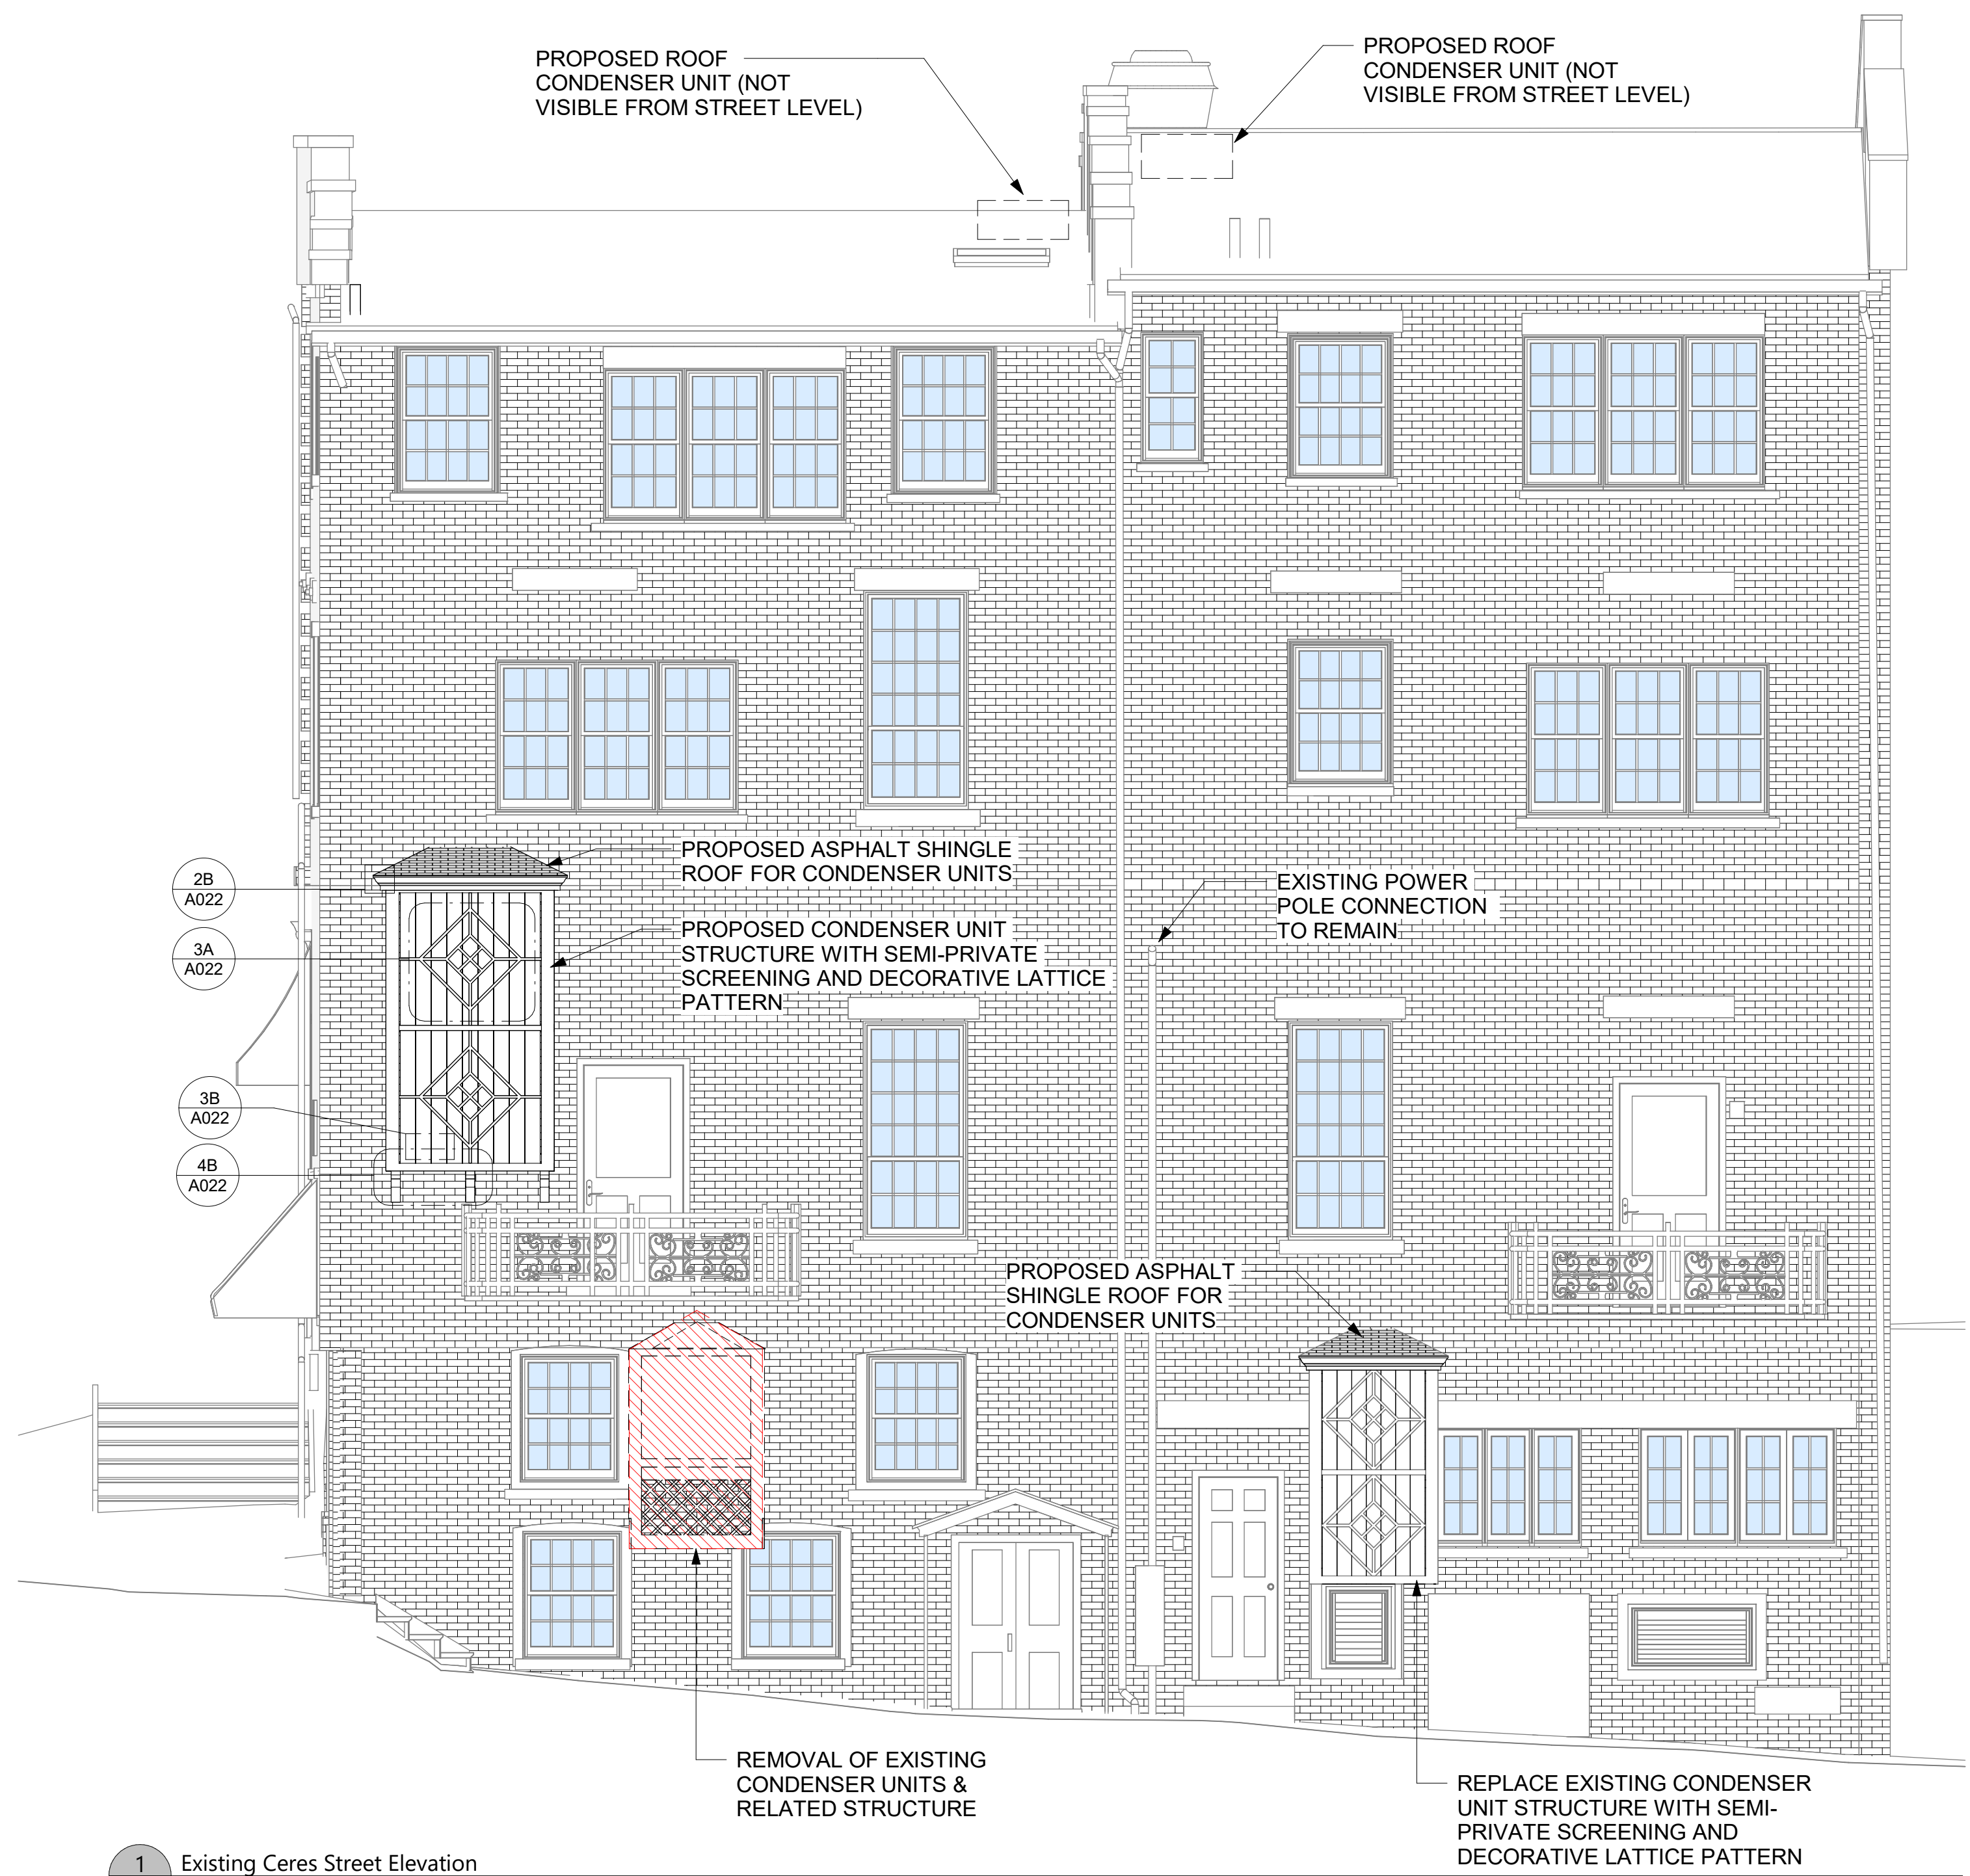 PROPOSED ROOF
CONDENSER UNIT (NOT
VISIBLE FROM STREET LEVEL)
PROPOSED ROOF
CONDENSER UNIT (NOT
VISIBLE FROM STREET LEVEL)
2B
A022
3A
A022
3B
A022
4B
A022
PROPOSED ASPHALT SHINGLE
ROOF FOR CONDENSER UNITS
PROPOSED CONDENSER UNIT
STRUCTURE WITH SEMI-PRIVATE
SCREENING AND DECORATIVE LATTICE
PATTERN
EXISTING POWER
POLE CONNECTION
TO REMAIN
PROPOSED ASPHALT
SHINGLE ROOF FOR
CONDENSER UNITS
REMOVAL OF EXISTING
CONDENSER UNITS &
RELATED STRUCTURE
REPLACE EXISTING CONDENSER
UNIT STRUCTURE WITH SEMI-
PRIVATE SCREENING AND
DECORATIVE LATTICE PATTERN
1
Existing Ceres Street Elevation